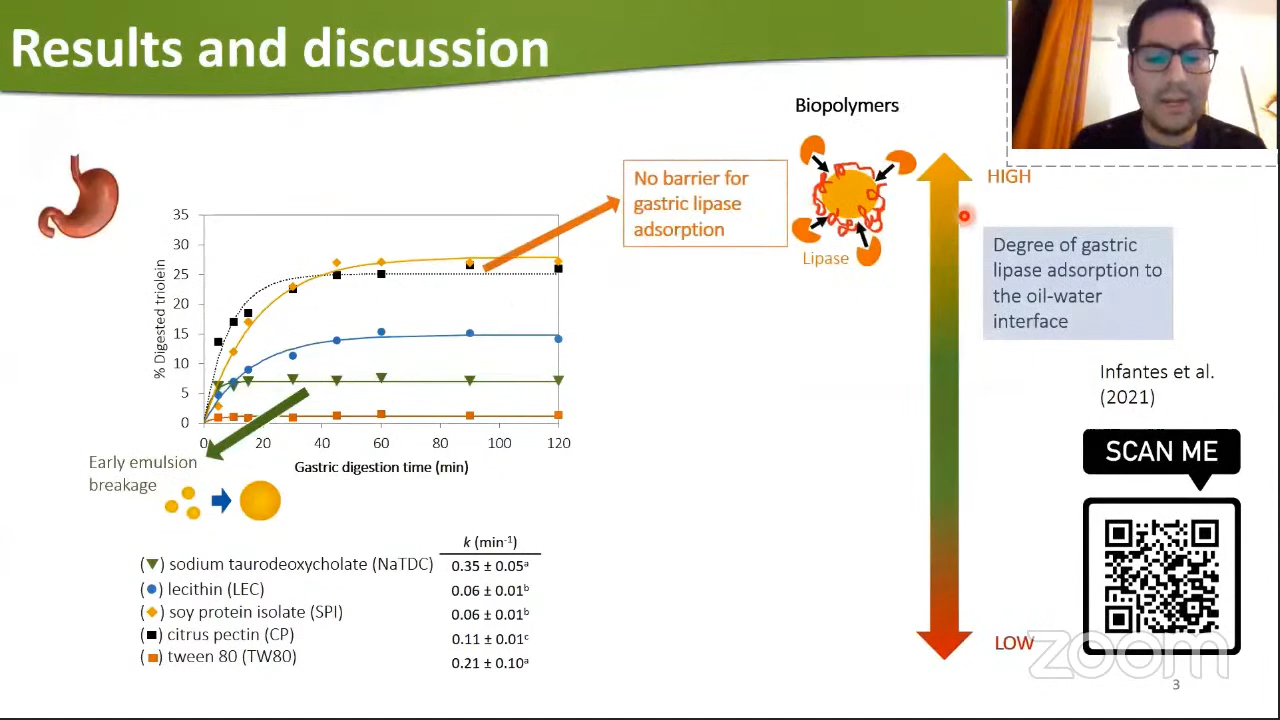 Results and discussion
Biopolymers
No barrier for
gastric lipase
adsorption
Lipase
HIGH
Degree of gastric
lipase adsorption to
the oil-water
interface
Infantes et al.
(2021)
SCAN ME
LOW
zoom
3
% Digested triolein
35
30
25
20
15
10
5
0
0 20 40 60 80 100 120
Gastric digestion time (min)
Early emulsion
breakage
k (min⁻¹)
(▼) sodium taurodeoxycholate (NaTDC) 0.35 ± 0.05ᵃ
(●) lecithin (LEC) 0.06 ± 0.01ᵇ
(◆) soy protein isolate (SPI) 0.06 ± 0.01ᵇ
(■) citrus pectin (CP) 0.11 ± 0.01ᶜ
(■) tween 80 (TW80) 0.21 ± 0.10ᵃ